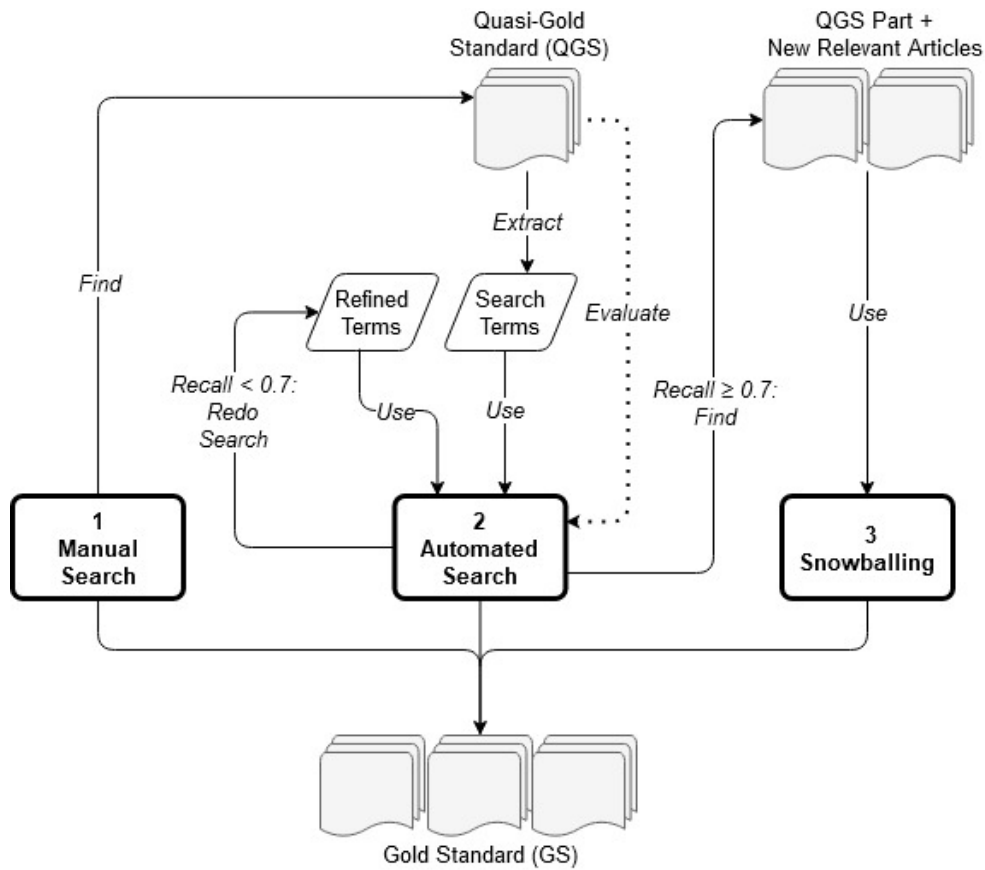 Quasi-Gold
Standard (QGS)
QGS Part +
New Relevant Articles
Extract
Find
Refined
Terms
Search
Terms
Evaluate
Use
Recall < 0.7:
Redo
Search
Use
Use
Recall ≥ 0.7:
Find
1
Manual
Search
2
Automated
Search
3
Snowballing
Gold Standard (GS)